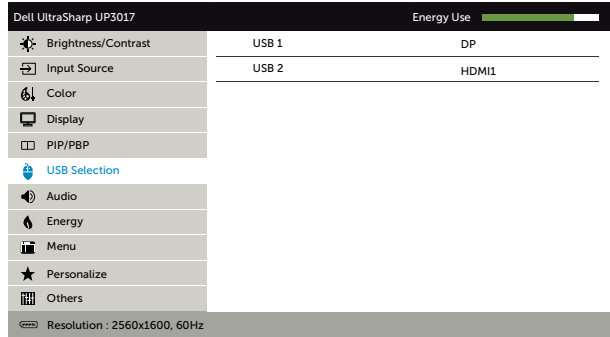 Dell UltraSharp UP3017 Energy Use
Brightness/Contrast USB 1 DP
Input Source USB 2 HDMI1
Color
Display
PIP/PBP
USB Selection
Audio
Energy
Menu
Personalize
Others
Resolution : 2560x1600, 60Hz